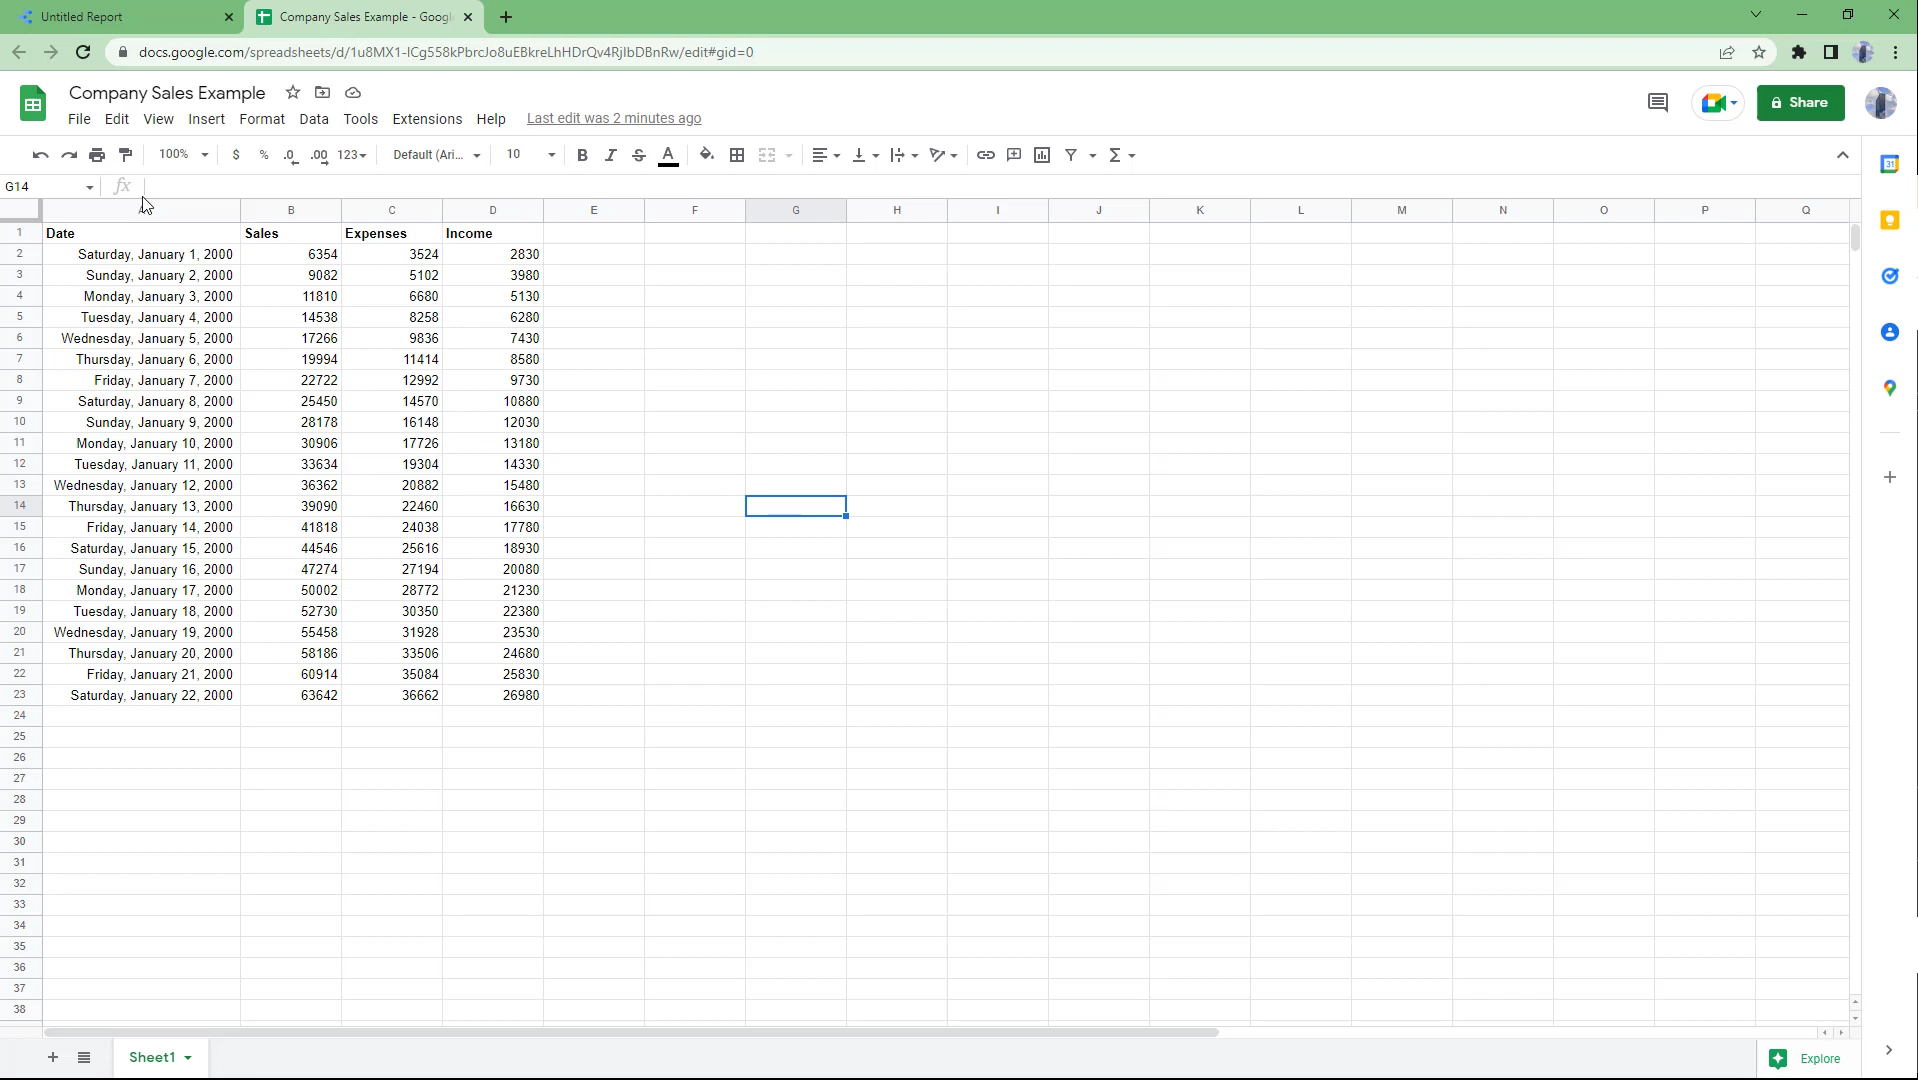 Untitled Report
Company Sales Example - Googl
docs.google.com/spreadsheets/d/1u8MX1-ICg558kPbrcJo8uEBkreLhHDrQv4RjIbDBnRw/edit#gid=0
Company Sales Example
File Edit View Insert Format Data Tools Extensions Help Last edit was 2 minutes ago
Share
100% $ % .0 .00 123 Default (Ari... 10 B I S A
G14 fx
B C D E F G H I J K L M N O P Q
1 Date Sales Expenses Income
2 Saturday, January 1, 2000 6354 3524 2830
3 Sunday, January 2, 2000 9082 5102 3980
4 Monday, January 3, 2000 11810 6680 5130
5 Tuesday, January 4, 2000 14538 8258 6280
6 Wednesday, January 5, 2000 17266 9836 7430
7 Thursday, January 6, 2000 19994 11414 8580
8 Friday, January 7, 2000 22722 12992 9730
9 Saturday, January 8, 2000 25450 14570 10880
10 Sunday, January 9, 2000 28178 16148 12030
11 Monday, January 10, 2000 30906 17726 13180
12 Tuesday, January 11, 2000 33634 19304 14330
13 Wednesday, January 12, 2000 36362 20882 15480
14 Thursday, January 13, 2000 39090 22460 16630
15 Friday, January 14, 2000 41818 24038 17780
16 Saturday, January 15, 2000 44546 25616 18930
17 Sunday, January 16, 2000 47274 27194 20080
18 Monday, January 17, 2000 50002 28772 21230
19 Tuesday, January 18, 2000 52730 30350 22380
20 Wednesday, January 19, 2000 55458 31928 23530
21 Thursday, January 20, 2000 58186 33506 24680
22 Friday, January 21, 2000 60914 35084 25830
23 Saturday, January 22, 2000 63642 36662 26980
24
25
26
27
28
29
30
31
32
33
34
35
36
37
38
Sheet1
Explore